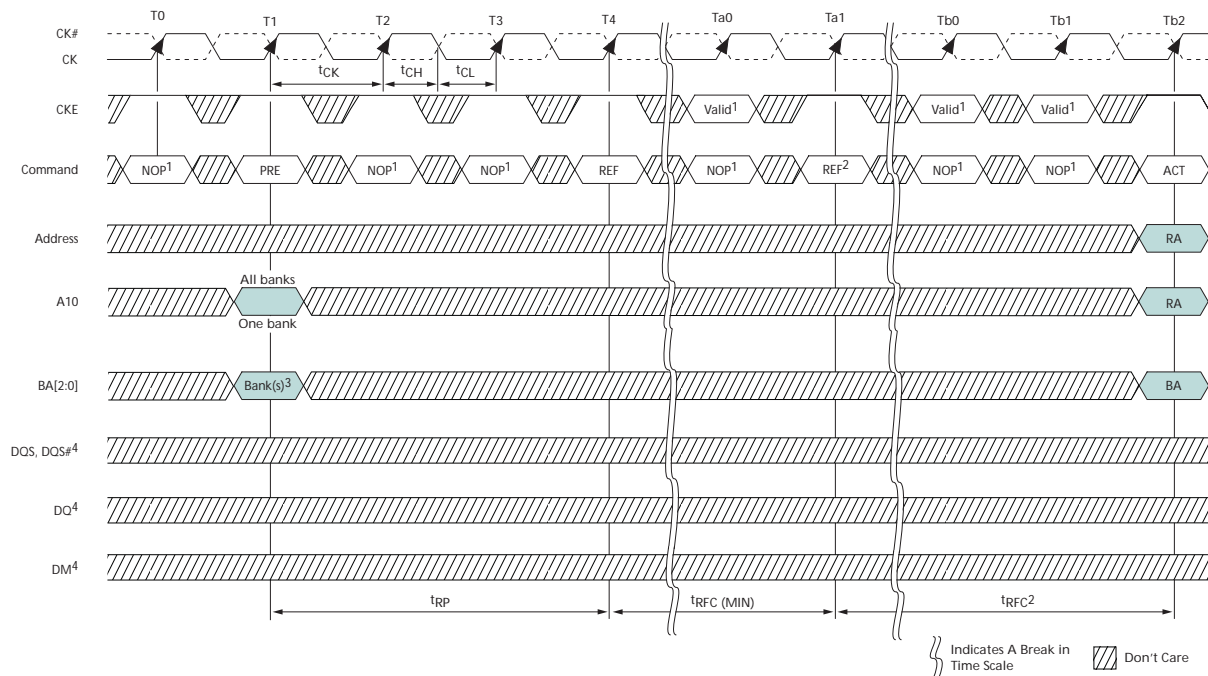 T0 T1 T2 T3 T4 Ta0 Ta1 Tb0 Tb1 Tb2
CK#
CK
tCK tCH tCL
CKE Valid1 Valid1 Valid1
Command NOP1 PRE NOP1 NOP1 REF NOP1 REF2 NOP1 NOP1 ACT
Address RA
All banks
A10 RA
One bank
BA[2:0] Bank(s)3 BA
DQS, DQS#4
DQ4
DM4
tRP tRFC (MIN) tRFC2
Indicates A Break in
Time Scale
Don't Care